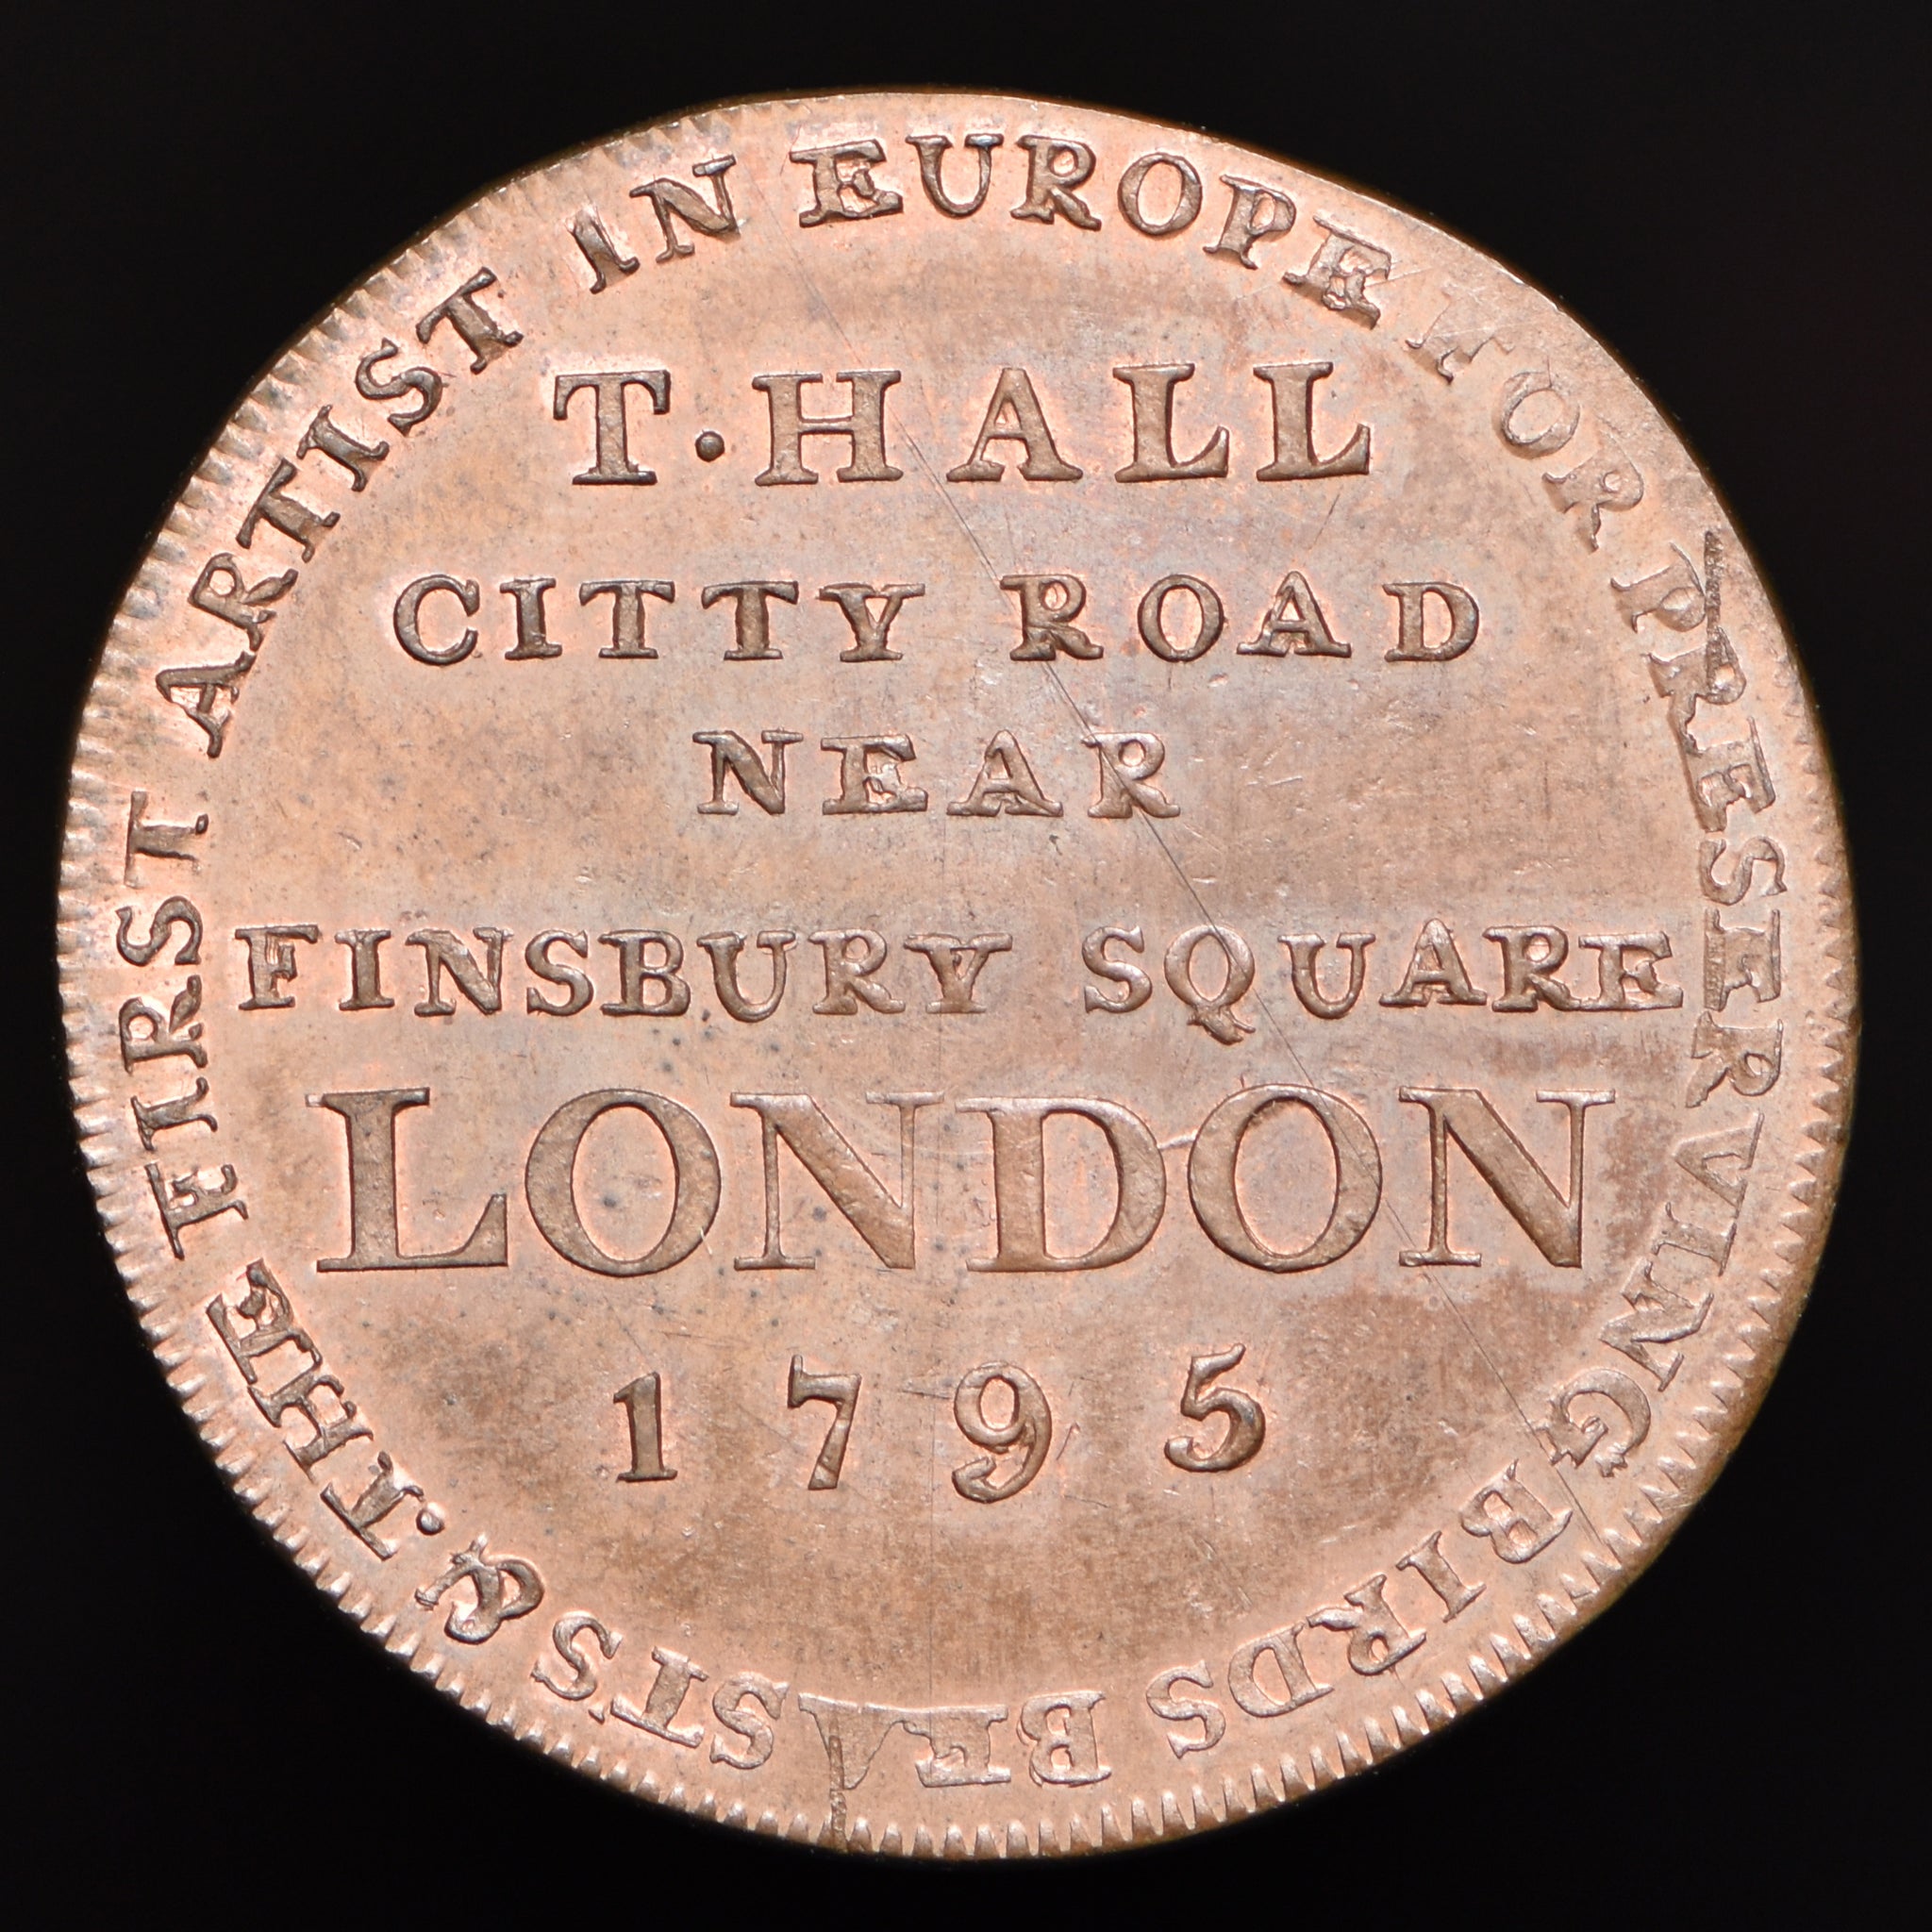 THE FIRST ARTIST IN EUROPE FOR PRESERVING BIRDS BEASTS &.
T·HALL
CITTY ROAD
NEAR
FINSBURY SQUARE
LONDON
1795